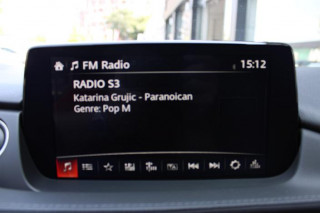 FM Radio 15:12
RADIO S3
Katarina Grujic - Paranoican
Genre: Pop M